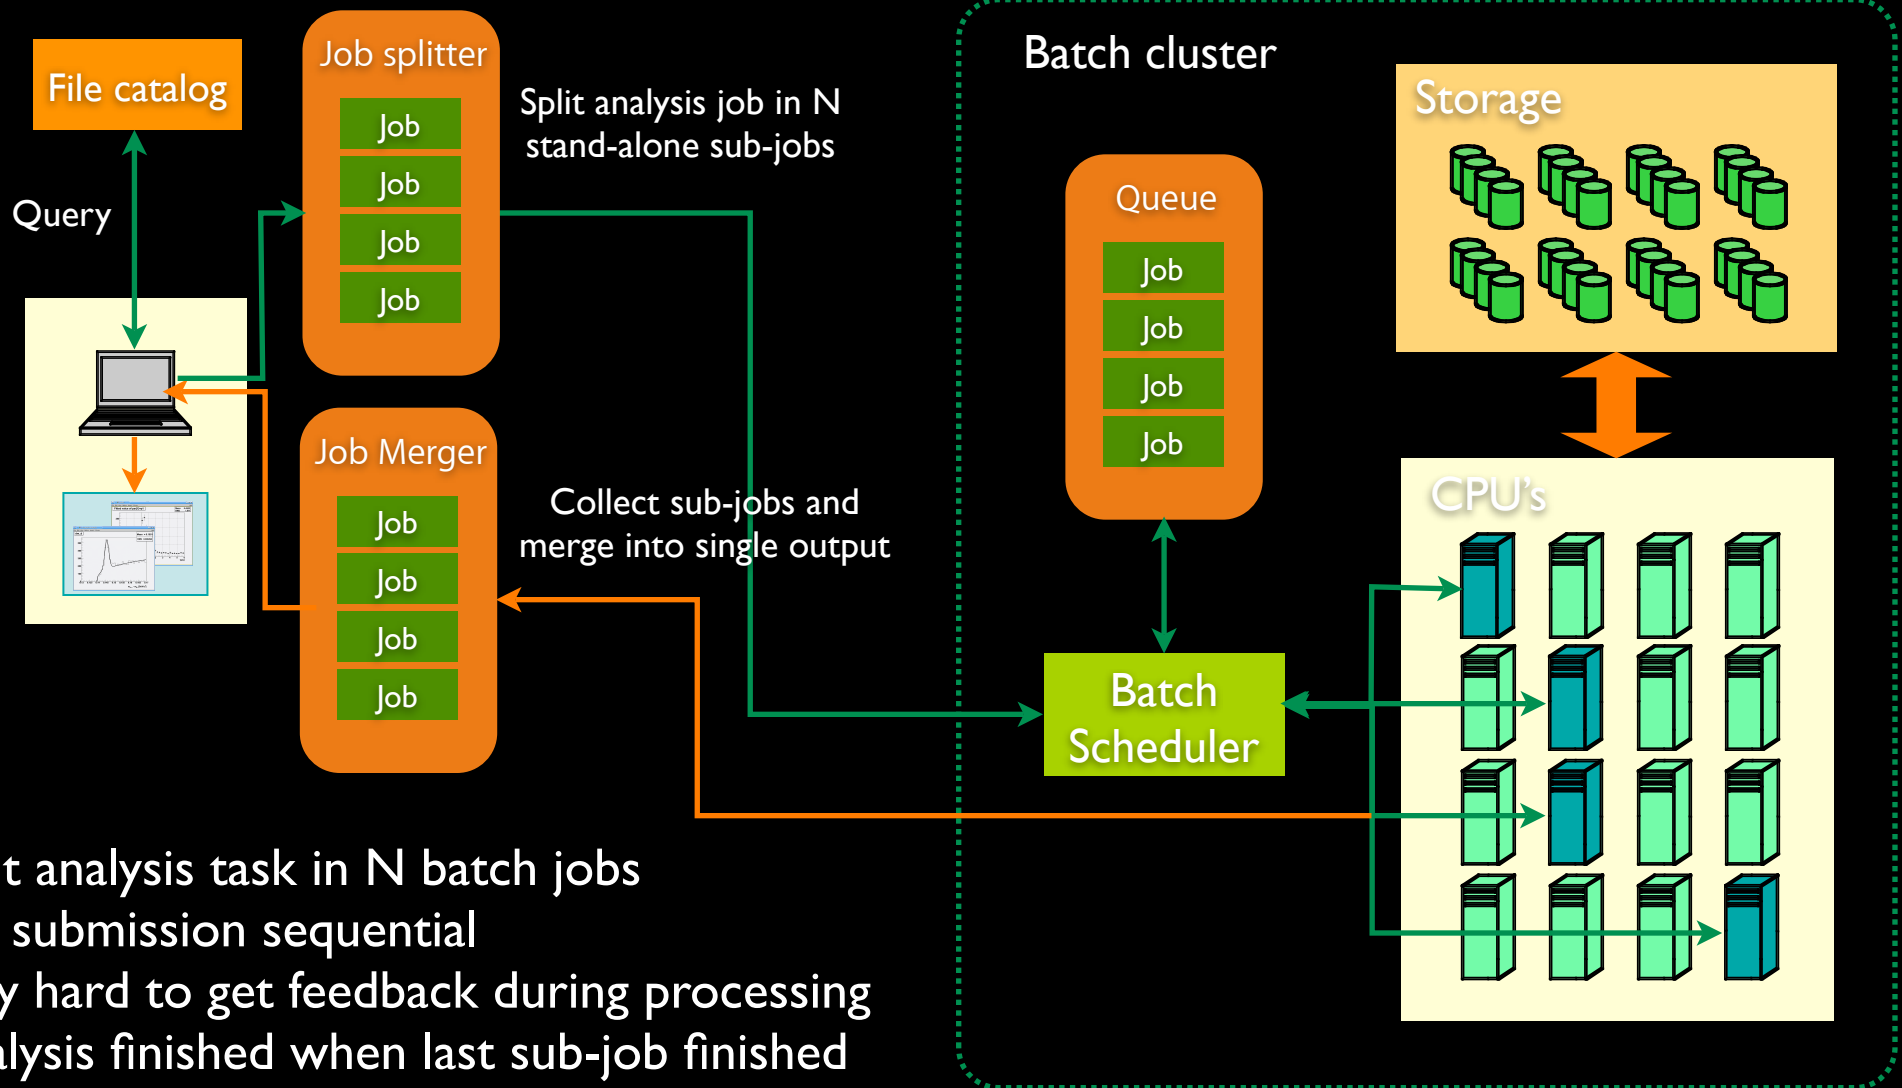 File catalog
Query
Job splitter
Job
Job
Job
Job
Split analysis job in N
stand-alone sub-jobs
Job Merger
Job
Job
Job
Job
Collect sub-jobs and
merge into single output
Batch cluster
Queue
Job
Job
Job
Job
Batch
Scheduler
Storage
CPU's
t analysis task in N batch jobs
submission sequential
y hard to get feedback during processing
alysis finished when last sub-job finished